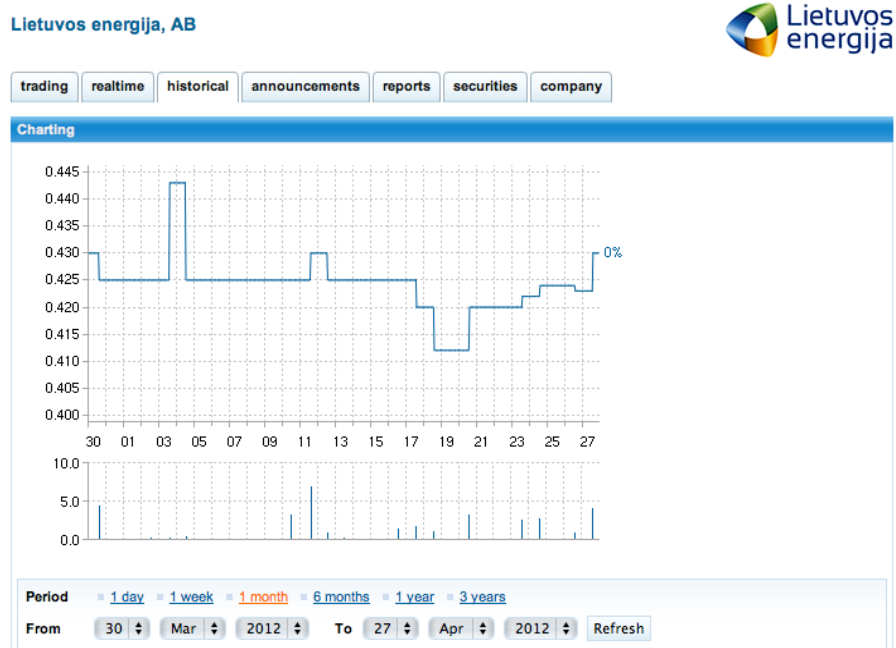 Lietuvos energija, AB
Lietuvos
energija
trading realtime historical announcements reports securities company
Charting
0.445
0.440
0.435
0.430
0%
0.425
0.420
0.415
0.410
0.405
0.400
30 01 03 05 07 09 11 13 15 17 19 21 23 25 27
10.0
5.0
0.0
Period 1 day 1 week 1 month 6 months 1 year 3 years
From 30 Mar 2012 To 27 Apr 2012 Refresh